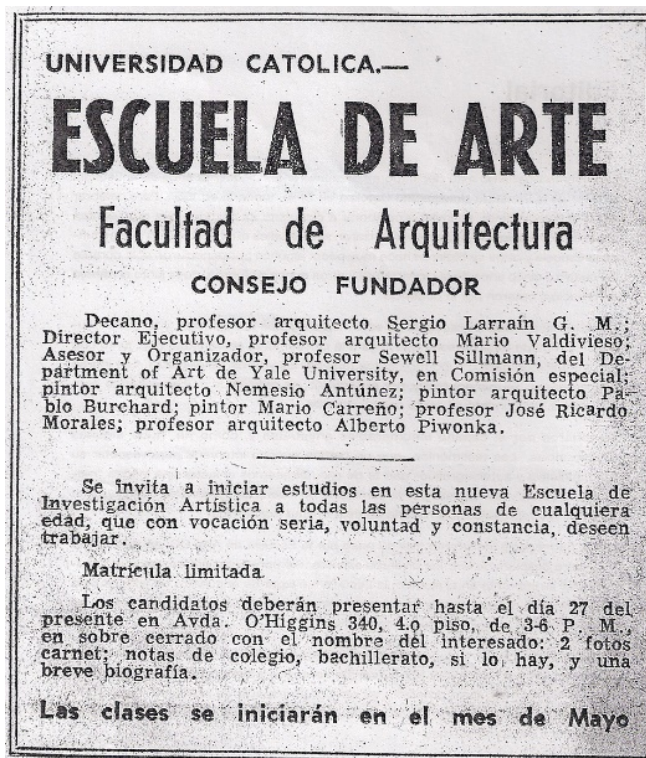 UNIVERSIDAD CATOLICA.—
ESCUELA DE ARTE
Facultad de Arquitectura
CONSEJO FUNDADOR
Decano, profesor arquitecto Sergio Larraín G. M.;
Director Ejecutivo, profesor arquitecto Mario Valdivieso;
Asesor y Organizador, profesor Sewell Sillmann, del De-
partment of Art de Yale University, en Comisión especial;
pintor arquitecto Nemesio Antúnez; pintor arquitecto Pa-
blo Burchard; pintor Mario Carreño; profesor José Ricardo
Morales; profesor arquitecto Alberto Piwonka.
Se invita a iniciar estudios en esta nueva Escuela de
Investigación Artística a todas las personas de cualquiera
edad, que con vocación seria, voluntad y constancia, deseen
trabajar.
Matrícula limitada
Los candidatos deberán presentar hasta el día 27 del
presente en Avda. O'Higgins 340, 4.o piso, de 3-6 P. M.,
en sobre cerrado con el nombre del interesado: 2 fotos
carnet; notas de colegio, bachillerato, si lo hay, y una
breve biografía.
Las clases se iniciarán en el mes de Mayo